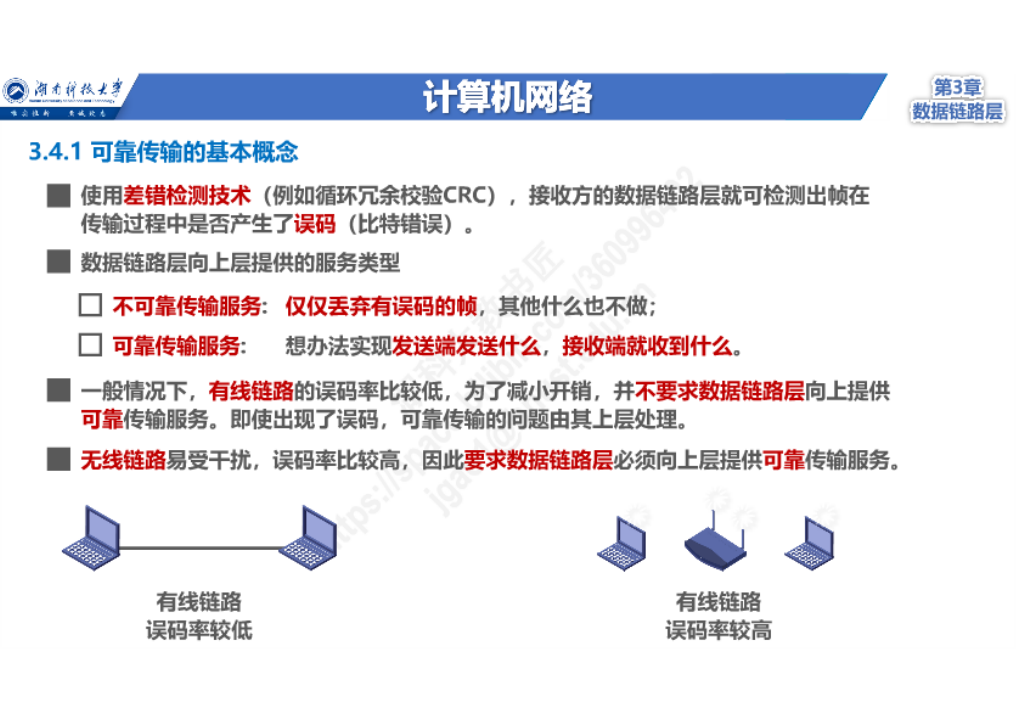 湖南科技大学
计算机网络
第3章
数据链路层
3.4.1 可靠传输的基本概念
使用差错检测技术（例如循环冗余校验CRC），接收方的数据链路层就可检测出帧在
传输过程中是否产生了误码（比特错误）。
数据链路层向上层提供的服务类型
不可靠传输服务: 仅仅丢弃有误码的帧，其他什么也不做；
可靠传输服务: 想办法实现发送端发送什么，接收端就收到什么。
一般情况下，有线链路的误码率比较低，为了减小开销，并不要求数据链路层向上提供
可靠传输服务。即使出现了误码，可靠传输的问题由其上层处理。
无线链路易受干扰，误码率比较高，因此要求数据链路层必须向上层提供可靠传输服务。
有线链路
误码率较低
有线链路
误码率较高